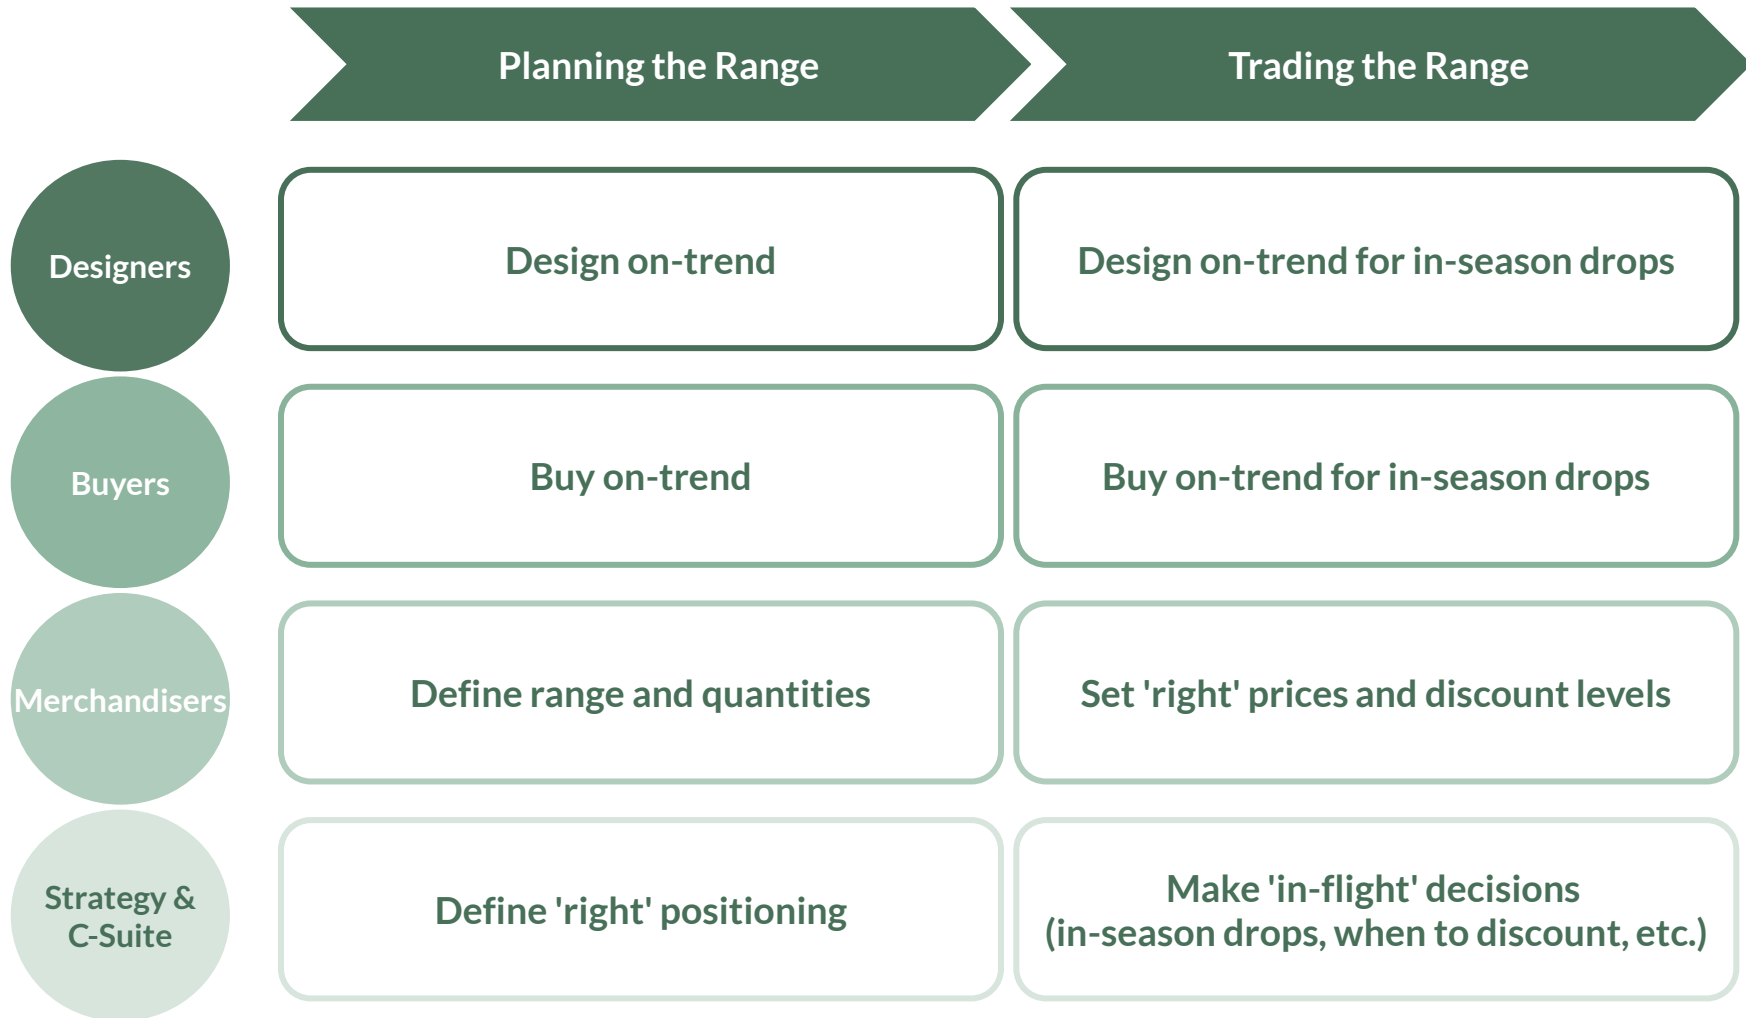 Planning the Range
Trading the Range
Designers
Design on-trend
Design on-trend for in-season drops
Buyers
Buy on-trend
Buy on-trend for in-season drops
Merchandisers
Define range and quantities
Set 'right' prices and discount levels
Strategy &
C-Suite
Define 'right' positioning
Make 'in-flight' decisions
(in-season drops, when to discount, etc.)